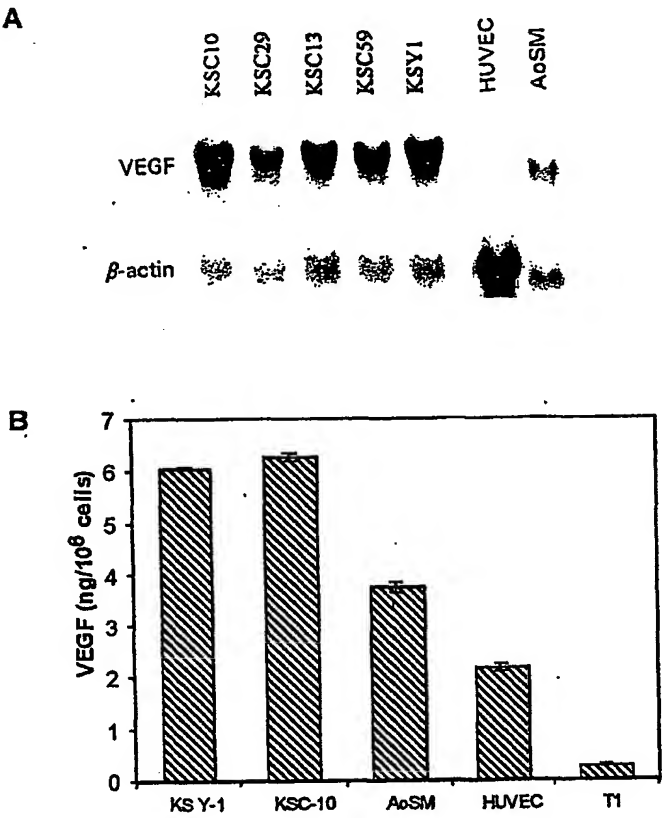 A
KSC10 KSC29 KSC13 KSC59 KSY1 HUVEC AoSM
VEGF
β-actin
B
VEGF (ng/10⁶ cells)
7
6
5
4
3
2
1
0
KS Y-1 KSC-10 AoSM HUVEC T1